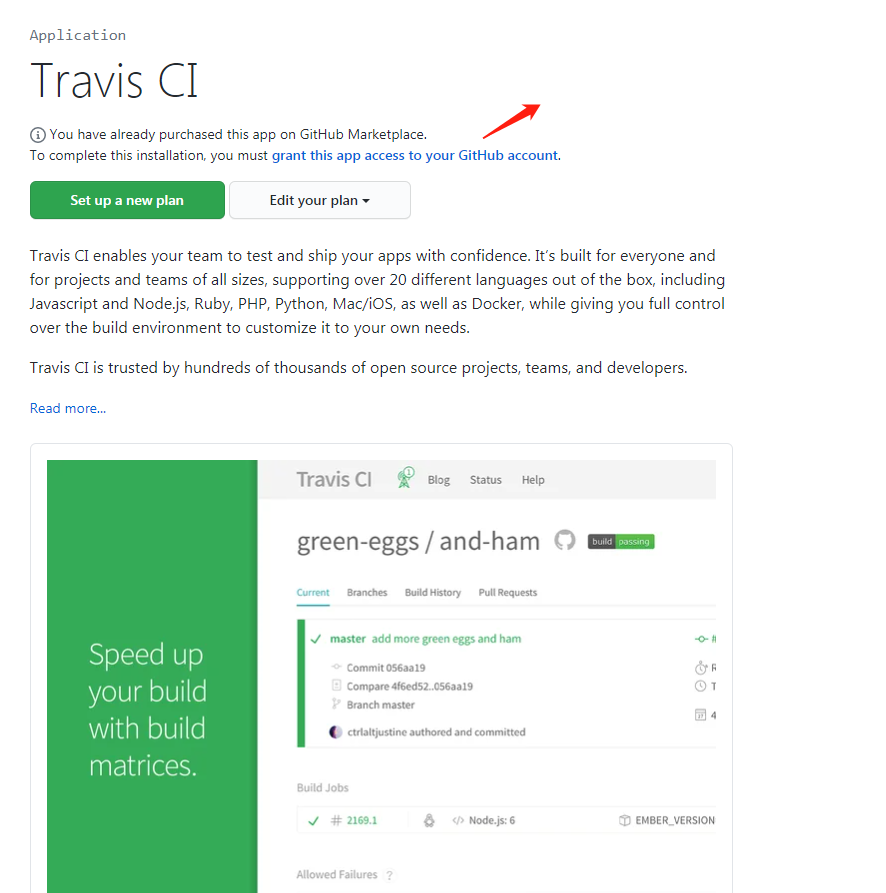 Application
Travis CI
You have already purchased this app on GitHub Marketplace.
To complete this installation, you must grant this app access to your GitHub account.
Set up a new plan
Edit your plan
Travis CI enables your team to test and ship your apps with confidence. It’s built for everyone and
for projects and teams of all sizes, supporting over 20 different languages out of the box, including
Javascript and Node.js, Ruby, PHP, Python, Mac/iOS, as well as Docker, while giving you full control
over the build environment to customize it to your own needs.
Travis CI is trusted by hundreds of thousands of open source projects, teams, and developers.
Read more...
Travis CI 1 Blog Status Help
green-eggs / and-ham build passing
Current Branches Build History Pull Requests
Speed up
your build
with build
matrices.
master add more green eggs and ham #
Commit 056aa19 R
Compare 4f6ed52..056aa19 T
Branch master 4
ctrlaltjustine authored and committed
Build Jobs
# 2169.1 </> Node.js: 6 EMBER_VERSION
Allowed Failures ?